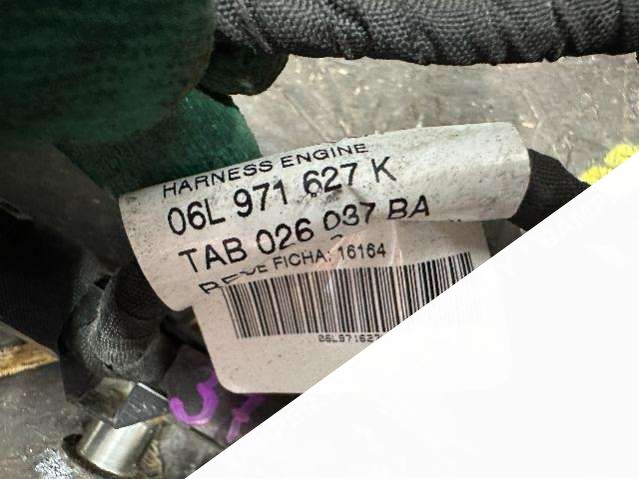 HARNESS ENGINE
06L 971 627 K
TAB 026 037 BA
FICHA: 16164